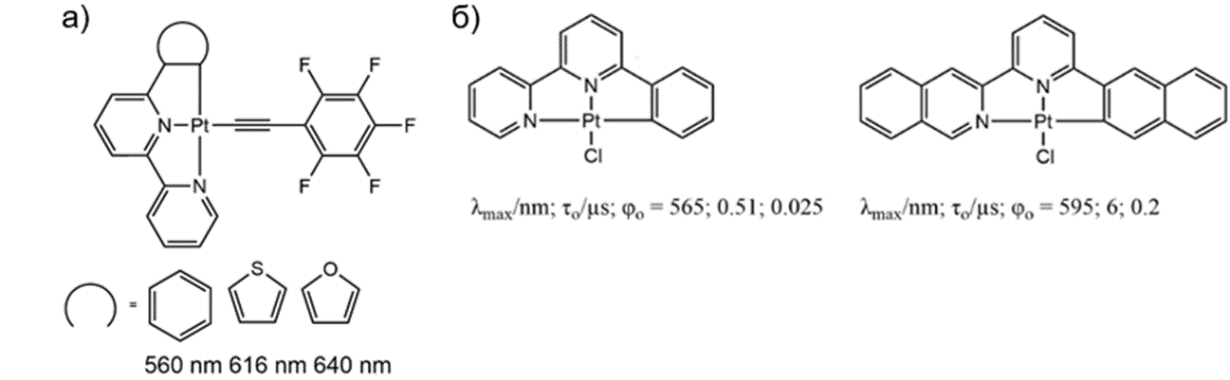 а)
F F
N Pt F
N F F
S O
=
560 nm 616 nm 640 nm
б)
N
N Pt
Cl
λmax/nm; τo/μs; φo = 565; 0.51; 0.025
N
N Pt
Cl
λmax/nm; τo/μs; φo = 595; 6; 0.2